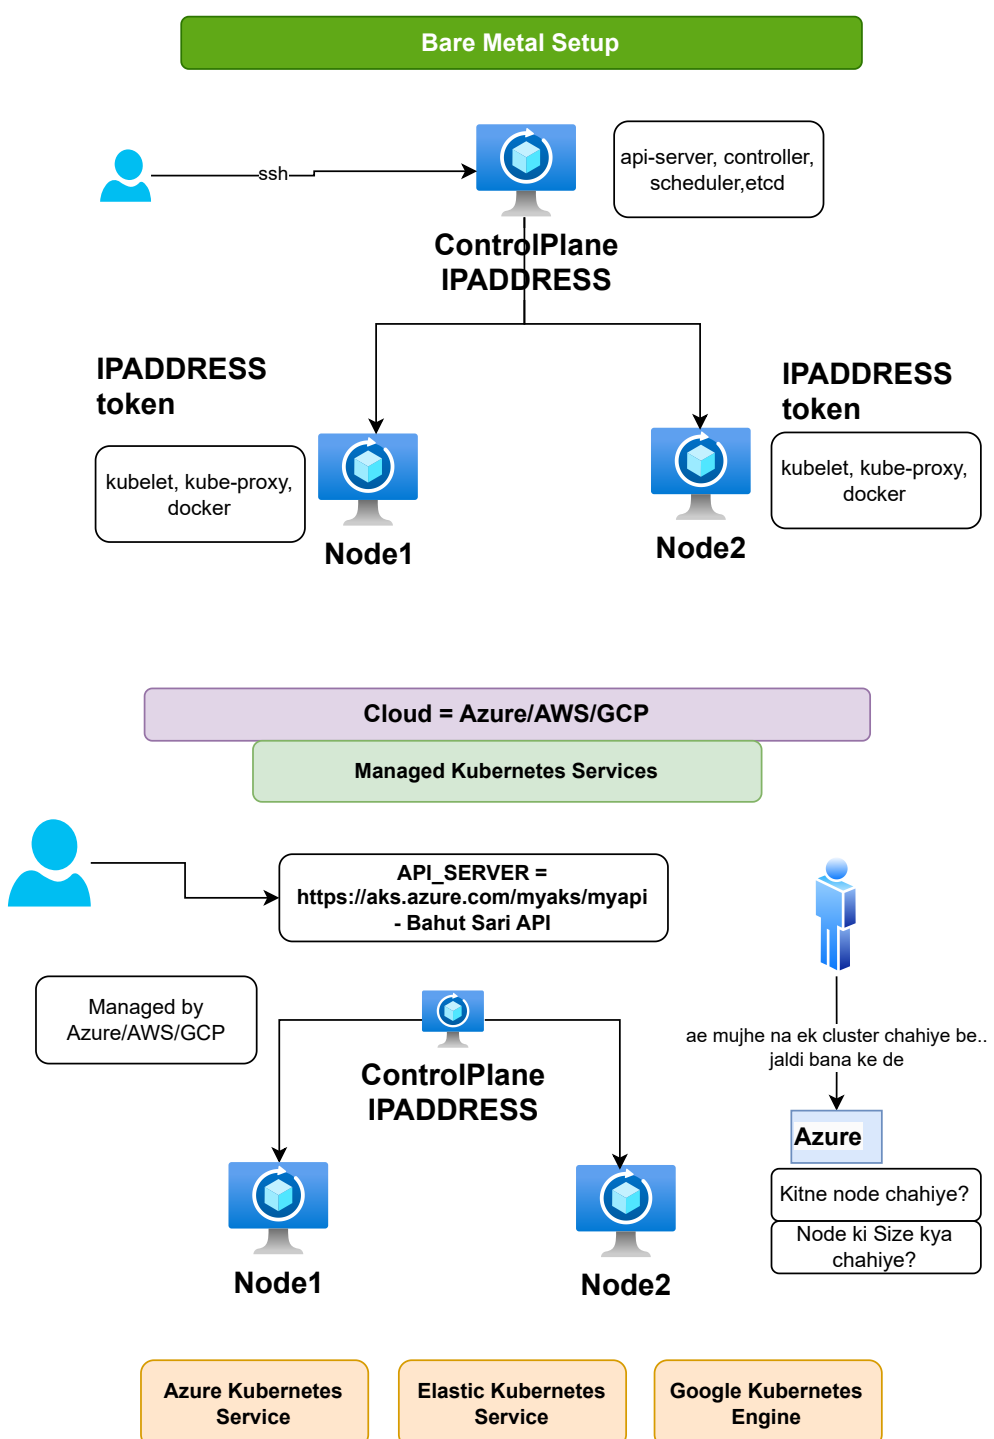 Bare Metal Setup
ssh
api-server, controller,
scheduler,etcd
ControlPlane
IPADDRESS
IPADDRESS
token
kubelet, kube-proxy,
docker
Node1
IPADDRESS
token
kubelet, kube-proxy,
docker
Node2
Cloud = Azure/AWS/GCP
Managed Kubernetes Services
API_SERVER =
https://aks.azure.com/myaks/myapi
- Bahut Sari API
Managed by
Azure/AWS/GCP
ControlPlane
IPADDRESS
Node1
Node2
ae mujhe na ek cluster chahiye be..
jaldi bana ke de
Azure
Kitne node chahiye?
Node ki Size kya
chahiye?
Azure Kubernetes
Service
Elastic Kubernetes
Service
Google Kubernetes
Engine